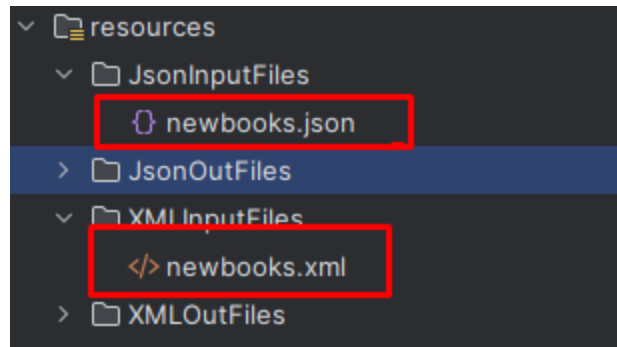 resources
JsonInputFiles
{} newbooks.json
JsonOutFiles
XMLInputFiles
</> newbooks.xml
XMLOutFiles